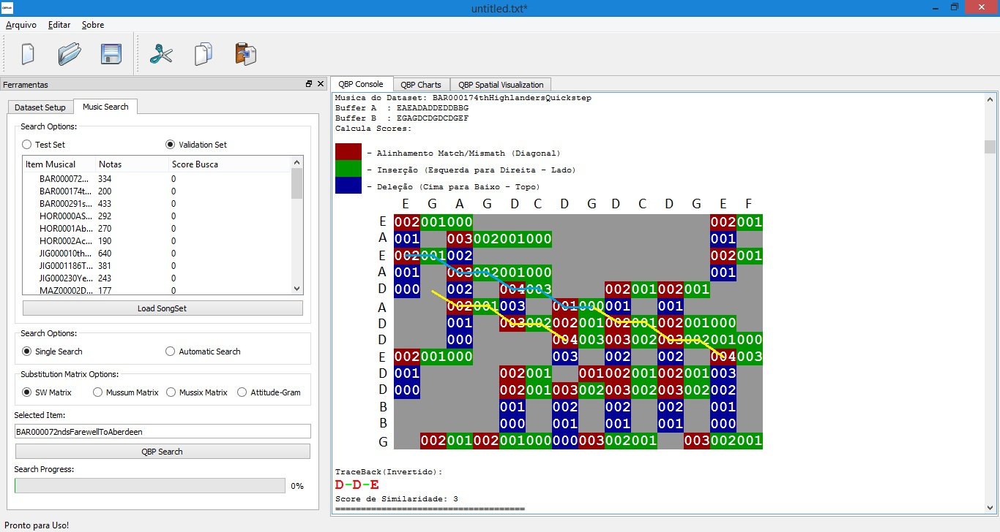 untitled.txt*
Arquivo Editar Sobre
Ferramentas
Dataset Setup Music Search
Search Options:
Test Set Validation Set
Item Musical Notas Score Busca
BAR000072... 334 0
BAR000174t... 200 0
BAR000291s... 433 0
HOR0000AS... 292 0
HOR0001Ab... 270 0
HOR0002Ac... 190 0
JIG000010th... 640 0
JIG0001186T... 381 0
JIG000230Ye... 243 0
MAZ00002D... 177 0
Load SongSet
Search Options:
Single Search Automatic Search
Substitution Matrix Options:
SW Matrix Mussum Matrix Mussix Matrix Attitude-Gram
Selected Item:
BAR000072ndsFarewellToAberdeen
QBP Search
Search Progress:
0%
Pronto para Uso!
QBP Console QBP Charts QBP Spatial Visualization
Musica do Dataset: BAR000174thHighlandersQuickstep
Buffer A : EAEADADDEDDBBG
Buffer B : EGAGDCDGDCDGEF
Calcula Scores:
- Alinhamento Match/Mismath (Diagonal)
- Inserção (Esquerda para Direita - Lado)
- Deleção (Cima para Baixo - Topo)
E G A G D C D G D C D G E F
E 002 001 000 002 001
A 001 003 002 001 000 001
E 002 001 002 002 001
A 001 003 002 001 000 001
D 000 002 004 003 002 001 002 001
A 002 001 003 001 000 001 001
D 001 003 002 002 001 002 001 002 001 000
D 000 004 003 003 002 003 002 001 000
E 002 001 000 003 002 002 004 003
D 001 002 001 001 002 001 002 001 003
D 000 002 001 003 002 003 002 003 002 002
B 001 002 002 002 001
B 000 001 001 001 000
G 002 001 002 001 000 000 003 002 001 003 002 001
TraceBack(Invertido):
D-D-E
Score de Similaridade: 3
=====================================